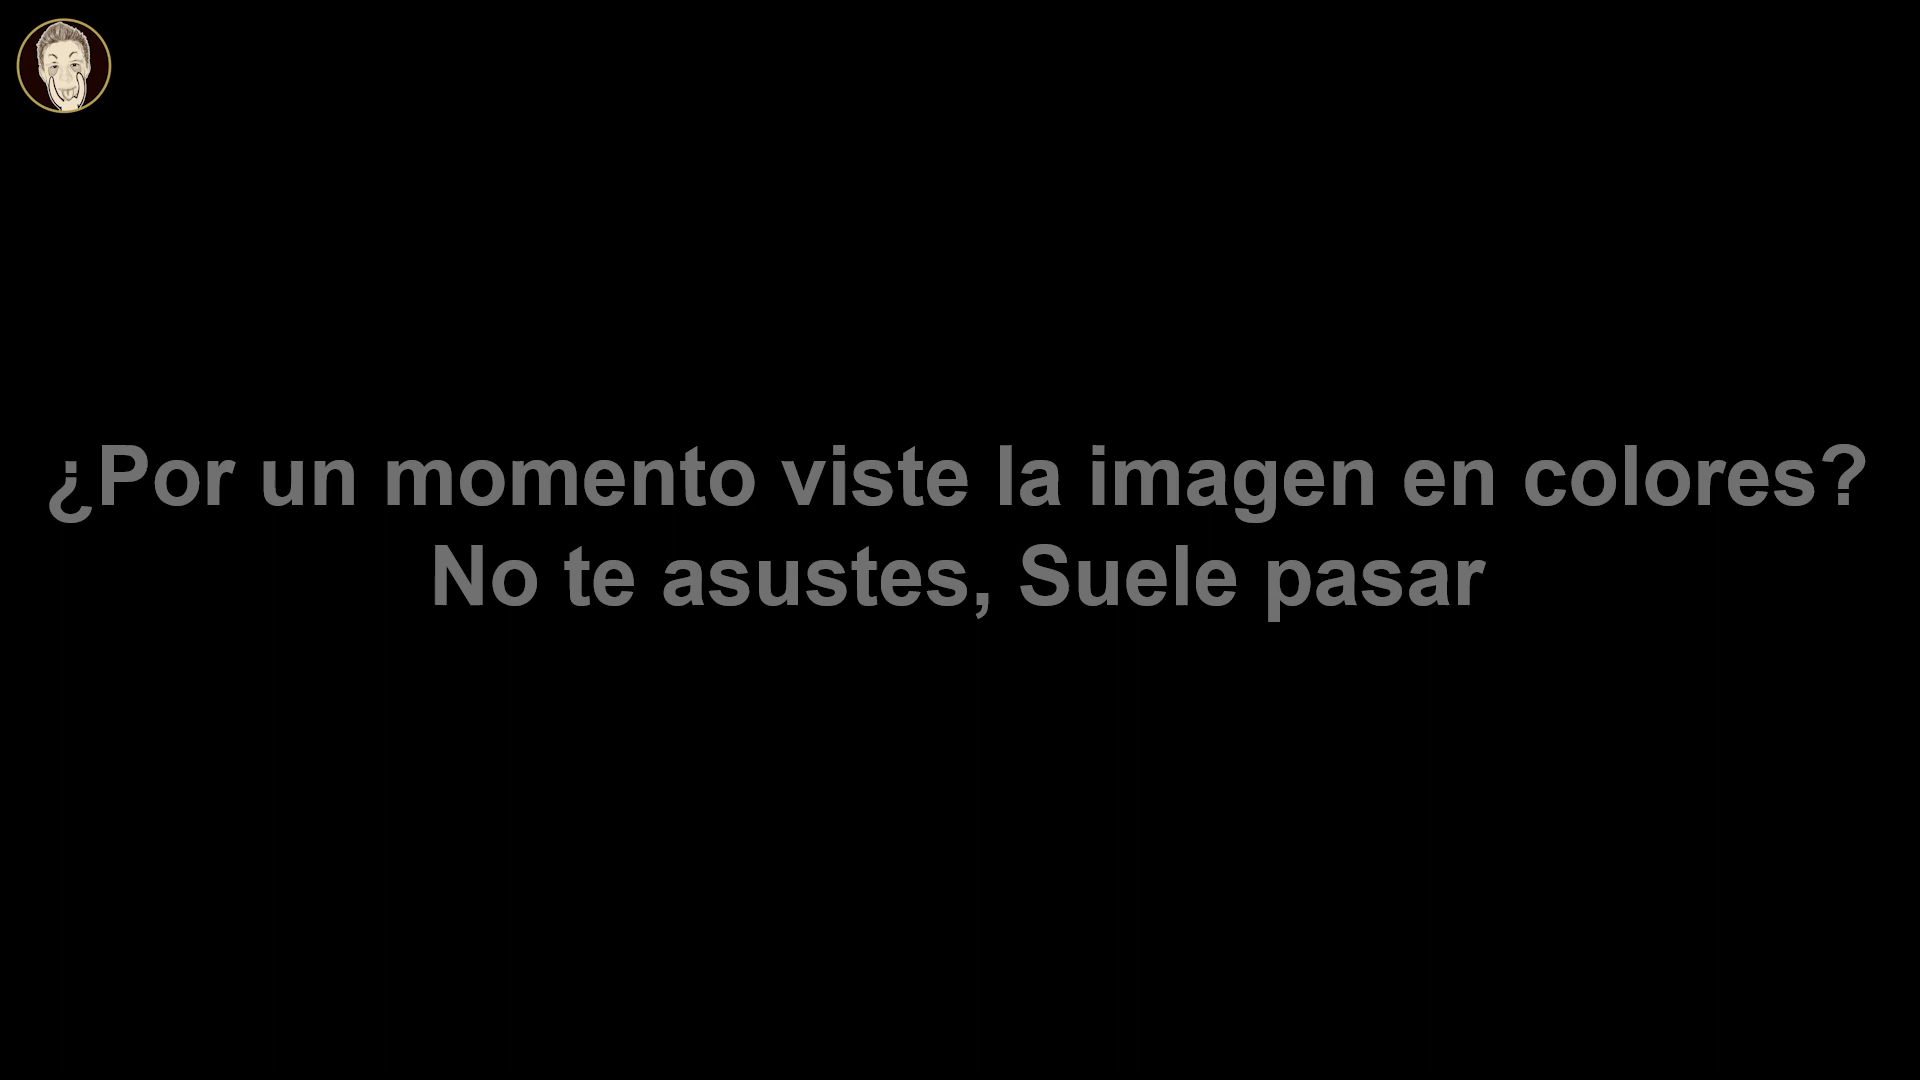 ¿Por un momento viste la imagen en colores?
No te asustes, Suele pasar